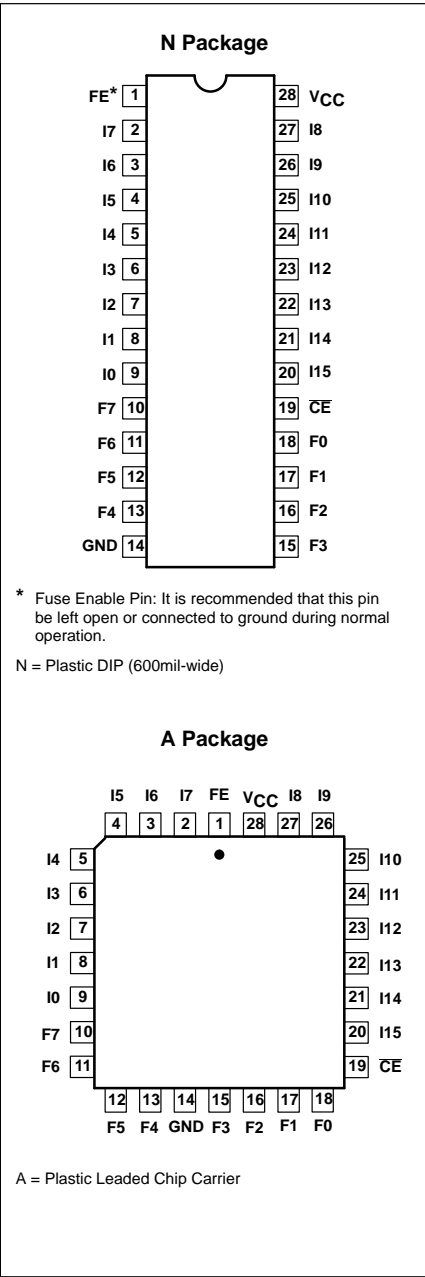 N Package
FE* 1 28 VCC
I7 2 27 I8
I6 3 26 I9
I5 4 25 I10
I4 5 24 I11
I3 6 23 I12
I2 7 22 I13
I1 8 21 I14
I0 9 20 I15
F7 10 19 C̅E̅
F6 11 18 F0
F5 12 17 F1
F4 13 16 F2
GND 14 15 F3
* Fuse Enable Pin: It is recommended that this pin
be left open or connected to ground during normal
operation.
N = Plastic DIP (600mil-wide)
A Package
I5 I6 I7 FE VCC I8 I9
4 3 2 1 28 27 26
I4 5 25 I10
I3 6 24 I11
I2 7 23 I12
I1 8 22 I13
I0 9 21 I14
F7 10 20 I15
F6 11 19 C̅E̅
12 13 14 15 16 17 18
F5 F4 GND F3 F2 F1 F0
A = Plastic Leaded Chip Carrier